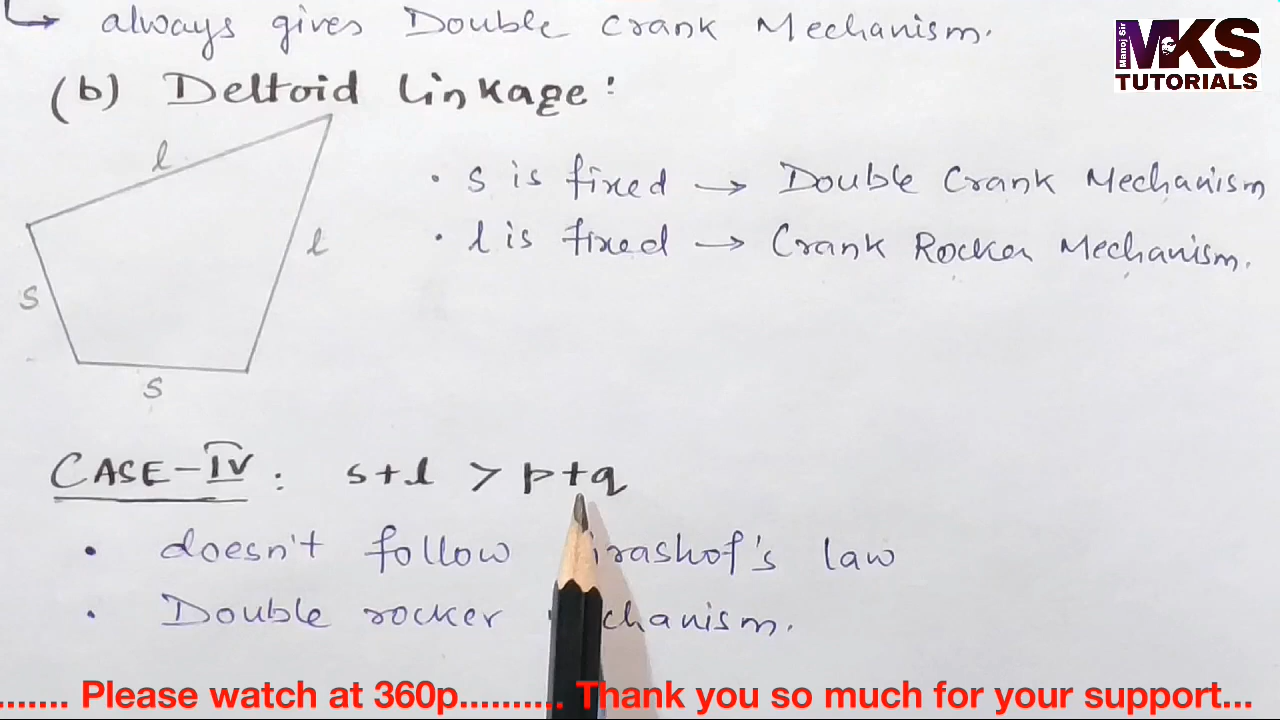 ↳ always gives Double Crank Mechanism.
Manoj Sir
MKS
TUTORIALS
(b) Deltoid linkage :
l
• s is fixed → Double Crank Mechanism
l
• l is fixed → Crank Rocker Mechanism.
s
s
CASE-IV : s+l > p+q
• doesn't follow law
• Double rocker
....... Please watch at 360p.......... Thank you so much for your support...